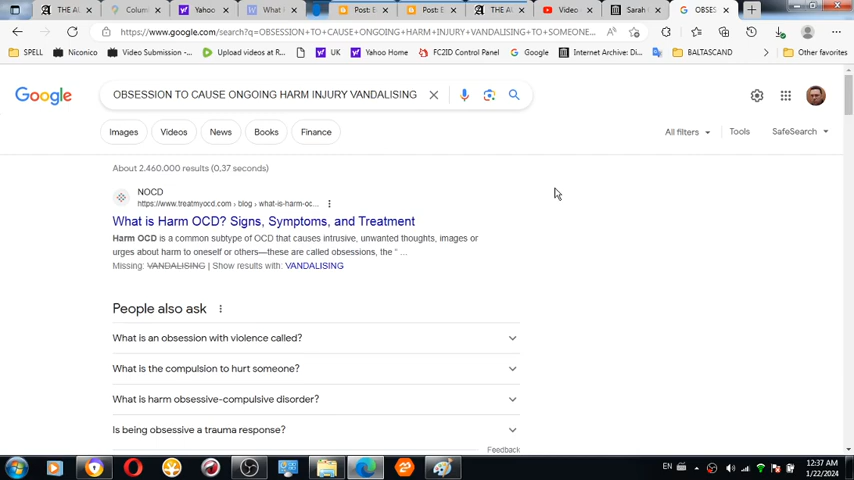 THE AU
Colum
Yahoo
What I
Post: E
Post: E
THE AU
Video
Sarah
OBSES
https://www.google.com/search?q=OBSESSION+TO+CAUSE+ONGOING+HARM+INJURY+VANDALISING+TO+SOMEONE...
SPELL
Niconico
Video Submission -...
Upload videos at R...
UK
Yahoo Home
FC2ID Control Panel
Google
Internet Archive: Di...
BALTASCAND
Other favorites
Google
OBSESSION TO CAUSE ONGOING HARM INJURY VANDALISING
Images
Videos
News
Books
Finance
All filters
Tools
SafeSearch
About 2.460.000 results (0,37 seconds)
NOCD
https://www.treatmyocd.com › blog › what-is-harm-oc...
What is Harm OCD? Signs, Symptoms, and Treatment
Harm OCD is a common subtype of OCD that causes intrusive, unwanted thoughts, images or
urges about harm to oneself or others—these are called obsessions, the “ ...
Missing: VANDALISING | Show results with: VANDALISING
People also ask
What is an obsession with violence called?
What is the compulsion to hurt someone?
What is harm obsessive-compulsive disorder?
Is being obsessive a trauma response?
Feedback
EN
12:37 AM
1/22/2024